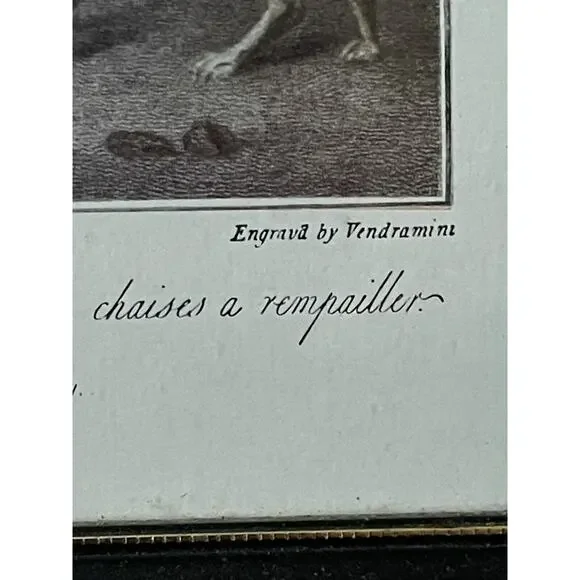 Engrav'd by Vendramini
chaises a rempailler.